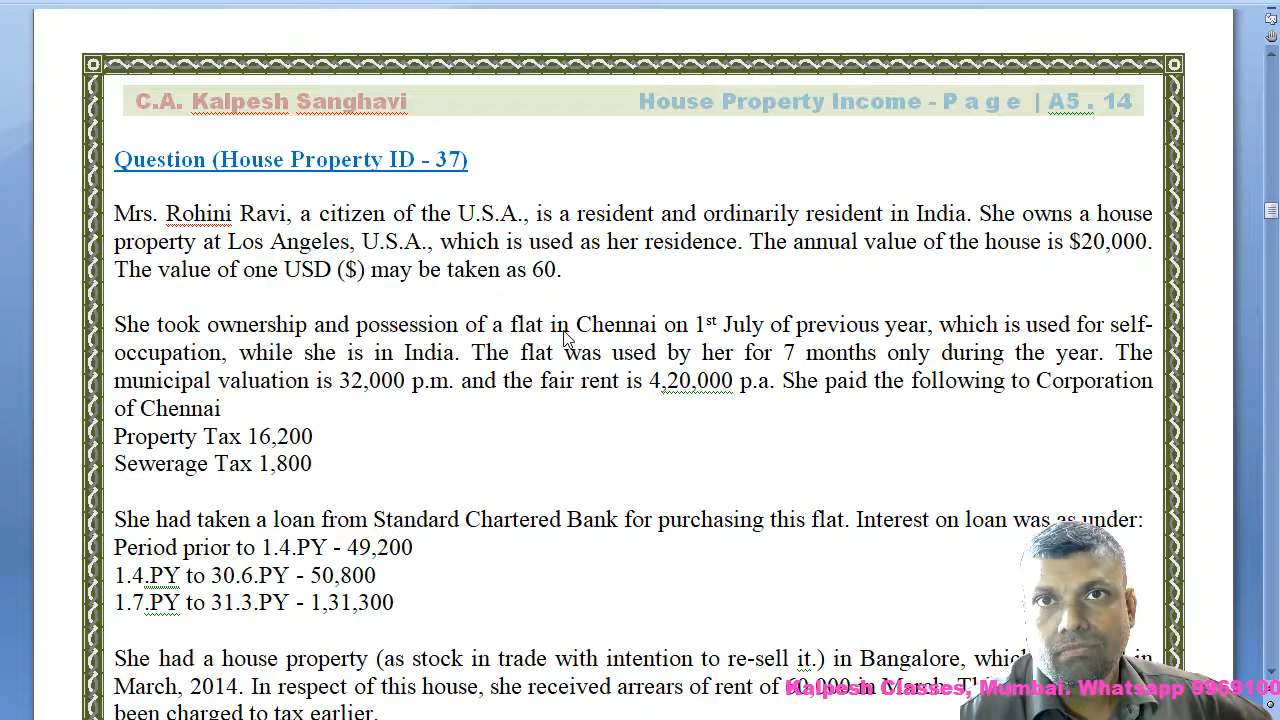 C.A. Kalpesh Sanghavi House Property Income - P a g e | A5 . 14
Question (House Property ID - 37)
Mrs. Rohini Ravi, a citizen of the U.S.A., is a resident and ordinarily resident in India. She owns a house
property at Los Angeles, U.S.A., which is used as her residence. The annual value of the house is $20,000.
The value of one USD ($) may be taken as 60.
She took ownership and possession of a flat in Chennai on 1st July of previous year, which is used for self-
occupation, while she is in India. The flat was used by her for 7 months only during the year. The
municipal valuation is 32,000 p.m. and the fair rent is 4,20,000 p.a. She paid the following to Corporation
of Chennai
Property Tax 16,200
Sewerage Tax 1,800
She had taken a loan from Standard Chartered Bank for purchasing this flat. Interest on loan was as under:
Period prior to 1.4.PY - 49,200
1.4.PY to 30.6.PY - 50,800
1.7.PY to 31.3.PY - 1,31,300
She had a house property (as stock in trade with intention to re-sell it.) in Bangalore, in
March, 2014. In respect of this house, she received arrears of rent of in March.
Kalpesh Classes, Mumbai. Whatsapp 9969100
been charged to tax earlier.